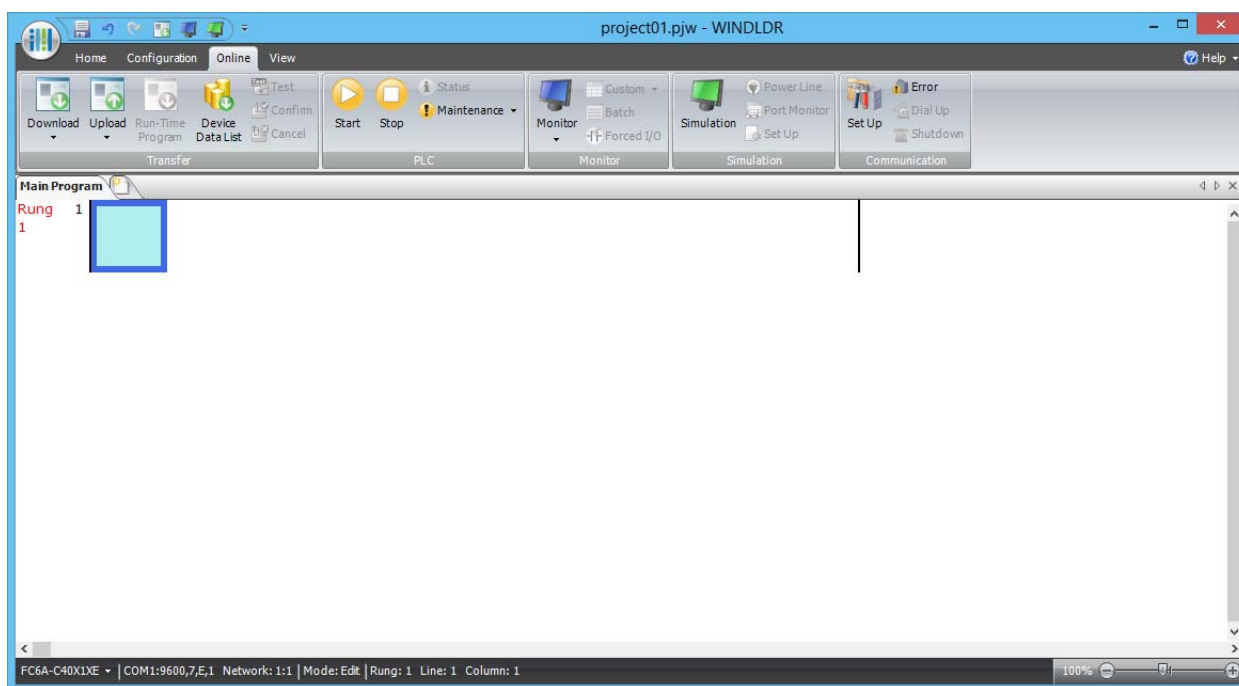 project01.pjw - WINDLDR
Home Configuration Online View Help
Download Upload Run-Time Program Device Data List Test Confirm Cancel
Transfer
Start Stop Status Maintenance
PLC
Monitor Custom Batch Forced I/O
Monitor
Simulation Power Line Port Monitor Set Up
Simulation
Set Up Error Dial Up Shutdown
Communication
Main Program
Rung 1
1
FC6A-C40X1XE COM1:9600,7,E,1 Network: 1:1 Mode: Edit Rung: 1 Line: 1 Column: 1 100%